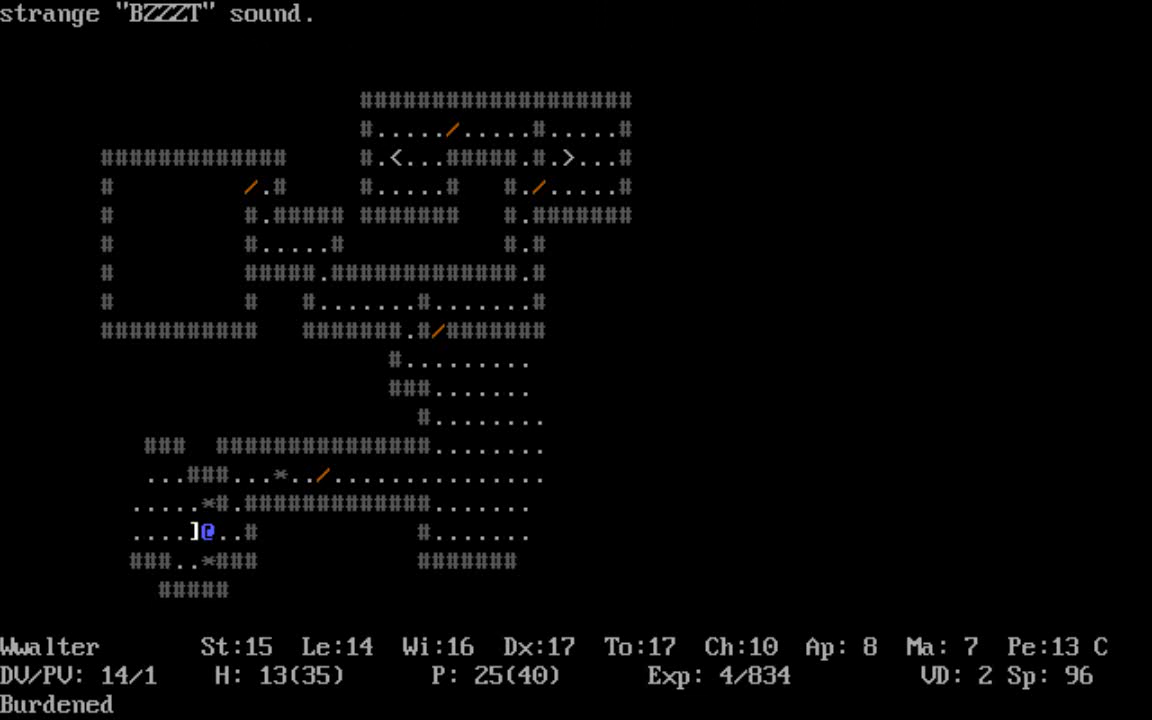 strange "BZZZT" sound.
                         ###################
                         #...../.....#.....#
       #############     #.<...#####.#.>...#
       #         /.#     #.....#   #./.....#
       #         #.##### #######   #.#######
       #         #.....#           #.#
       #         #####.#############.#
       #         #   #.......#.......#
       ###########   #######.#/#######
                           #.........
                           ###.......
                             #........
          ###  ###############........
          ...###...*../...............
         .....*#.#############.......
         ....]@..#           #.......
         ###..*###           #######
           #####
Wwalter       St:15  Le:14  Wi:16  Dx:17  To:17  Ch:10  Ap: 8  Ma: 7  Pe:13 C
DV/PV: 14/1    H: 13(35)      P: 25(40)      Exp: 4/834         VD: 2 Sp: 96
Burdened